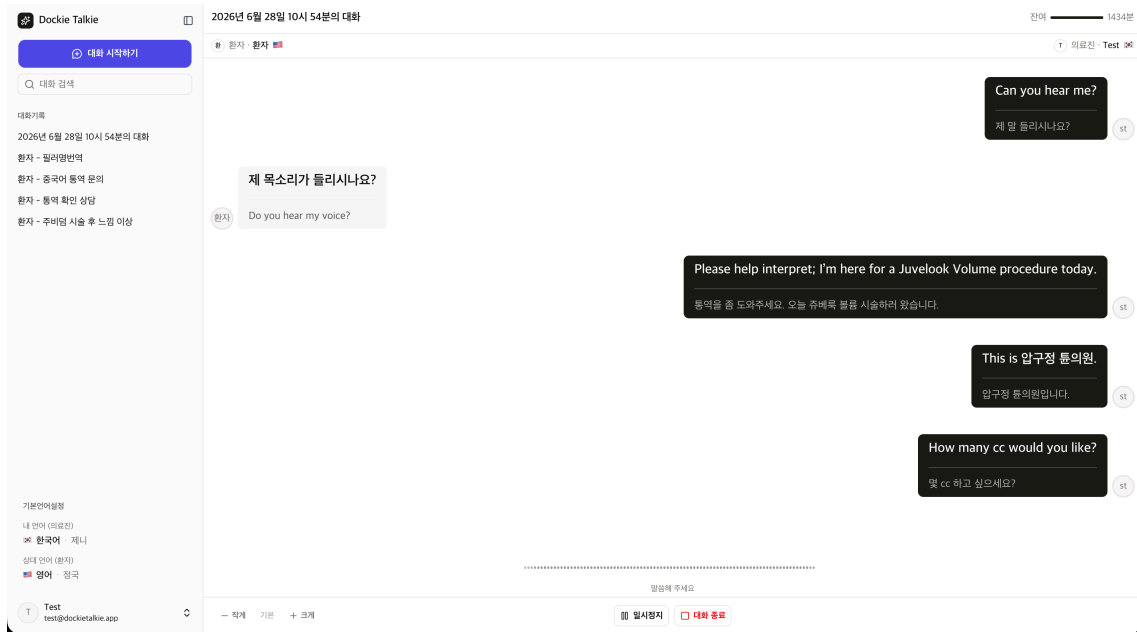 Dockie Talkie
대화 시작하기
대화 검색
대화기록
2026년 6월 28일 10시 54분의 대화
환자 - 필러명번역
환자 - 중국어 통역 문의
환자 - 통역 확인 상담
환자 - 주비덤 시술 후 느낌 이상
기본언어설정
내 언어 (의료진)
한국어 · 제니
상대 언어 (환자)
영어 · 정국
T
Test
test@dockietalkie.app
2026년 6월 28일 10시 54분의 대화
잔여 1434분
환 환자 · 환자
T 의료진 · Test
Can you hear me?
제 말 들리시나요?
st
제 목소리가 들리시나요?
Do you hear my voice?
환자
Please help interpret; I'm here for a Juvelook Volume procedure today.
통역을 좀 도와주세요. 오늘 쥬베룩 볼륨 시술하러 왔습니다.
st
This is 압구정 튠의원.
압구정 튠의원입니다.
st
How many cc would you like?
몇 cc 하고 싶으세요?
st
말씀해 주세요
− 작게 기본 + 크게
일시정지 대화 종료